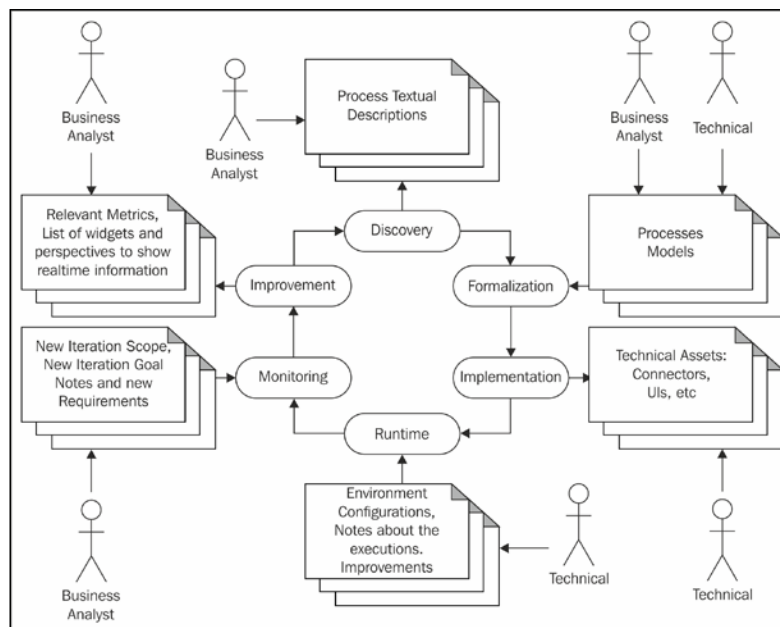 Business
Analyst
Business
Analyst
Process Textual
Descriptions
Business
Analyst
Technical
Relevant Metrics,
List of widgets and
perspectives to show
realtime information
Discovery
Processes
Models
Improvement
Formalization
New Iteration Scope,
New Iteration Goal
Notes and new
Requirements
Monitoring
Implementation
Technical Assets:
Connectors,
UIs, etc
Runtime
Environment
Configurations,
Notes about the
executions.
Improvements
Business
Analyst
Technical
Technical